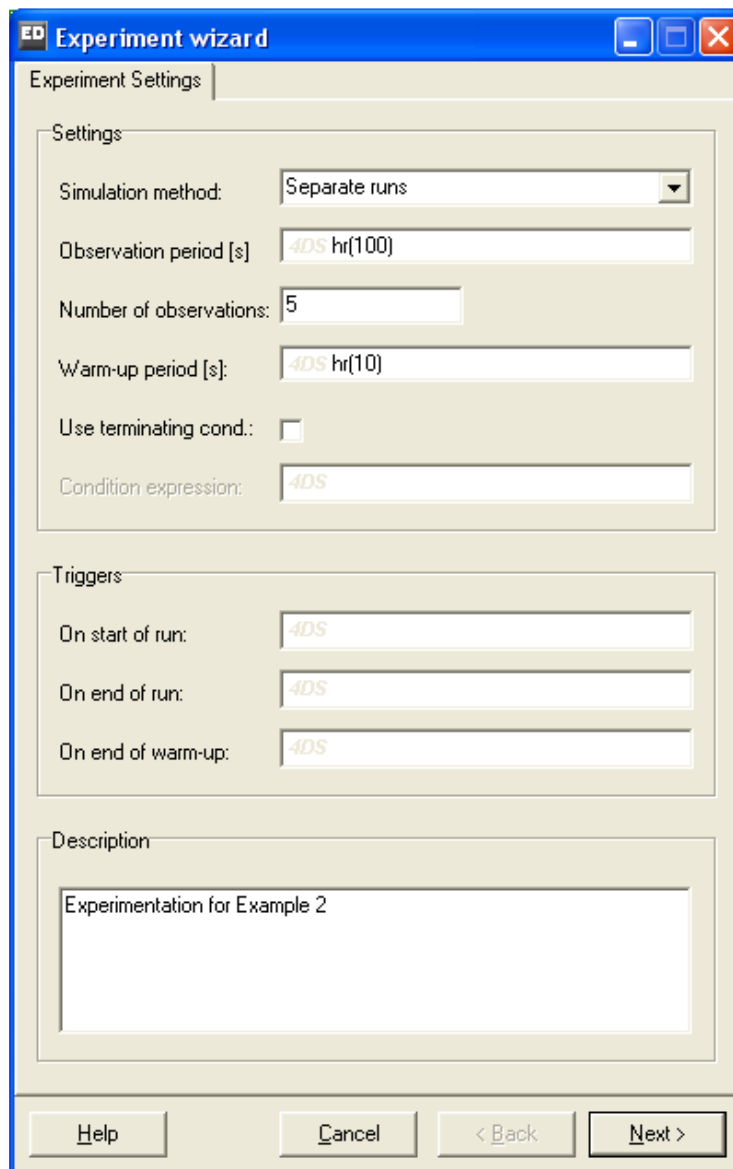 ED Experiment wizard
Experiment Settings
Settings
Simulation method: Separate runs
Observation period [s] 4DS hr(100)
Number of observations: 5
Warm-up period [s]: 4DS hr(10)
Use terminating cond.:
Condition expression: 4DS
Triggers
On start of run: 4DS
On end of run: 4DS
On end of warm-up: 4DS
Description
Experimentation for Example 2
Help Cancel < Back Next >